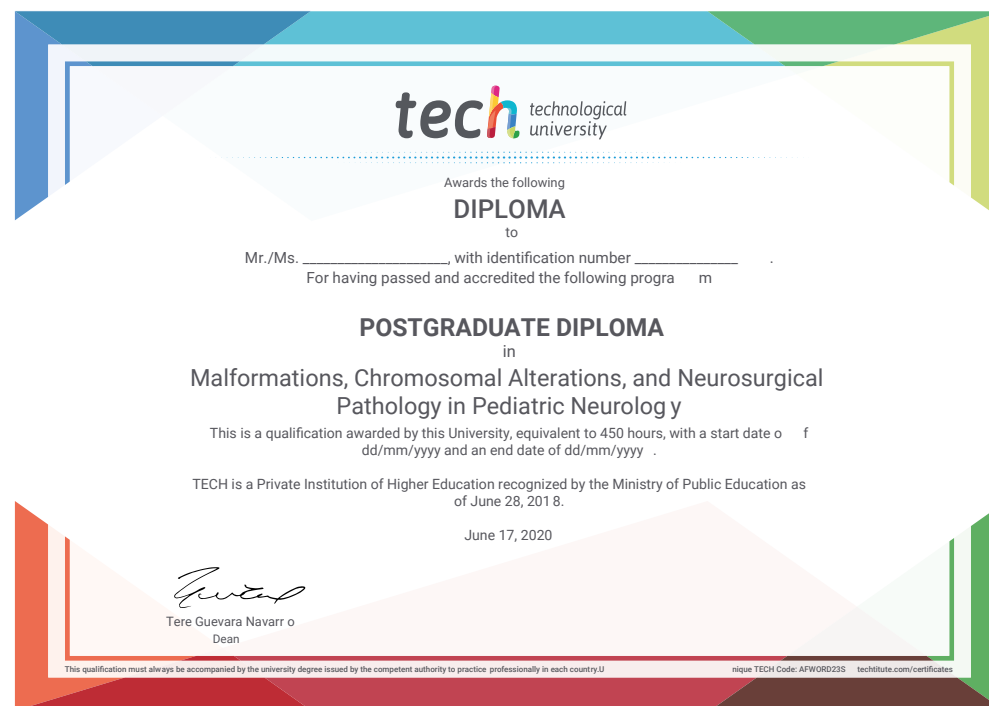 tech technological
university
Awards the following
DIPLOMA
to
Mr./Ms. _____________________, with identification number _______________ .
For having passed and accredited the following progra m
POSTGRADUATE DIPLOMA
in
Malformations, Chromosomal Alterations, and Neurosurgical
Pathology in Pediatric Neurolog y
This is a qualification awarded by this University, equivalent to 450 hours, with a start date o f
dd/mm/yyyy and an end date of dd/mm/yyyy .
TECH is a Private Institution of Higher Education recognized by the Ministry of Public Education as
of June 28, 201 8.
June 17, 2020
Tere Guevara Navarr o
Dean
This qualification must always be accompanied by the university degree issued by the competent authority to practice professionally in each country.U nique TECH Code: AFWORD23S techtitute.com/certificates